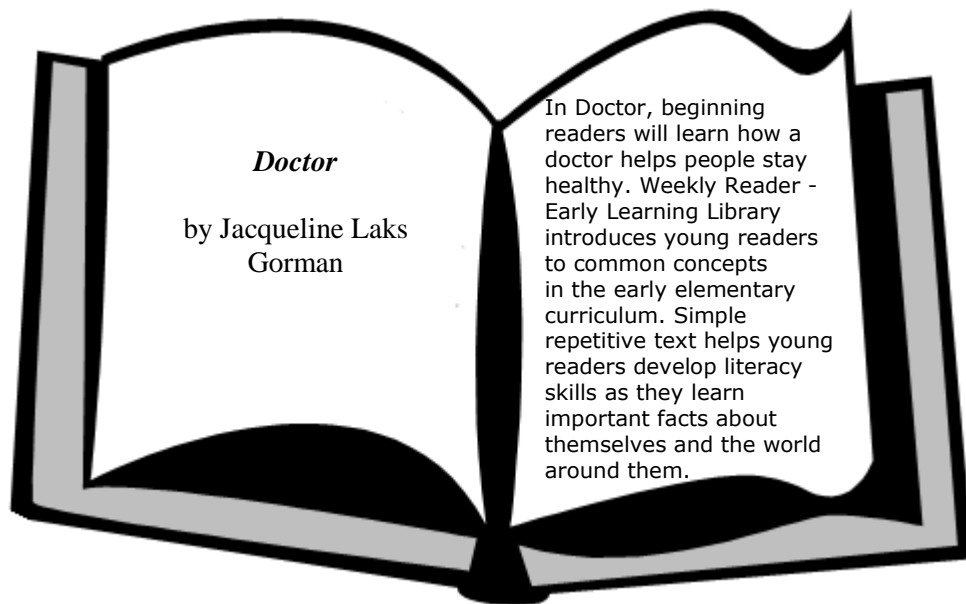 Doctor
by Jacqueline Laks
Gorman
In Doctor, beginning
readers will learn how a
doctor helps people stay
healthy. Weekly Reader -
Early Learning Library
introduces young readers
to common concepts
in the early elementary
curriculum. Simple
repetitive text helps young
readers develop literacy
skills as they learn
important facts about
themselves and the world
around them.